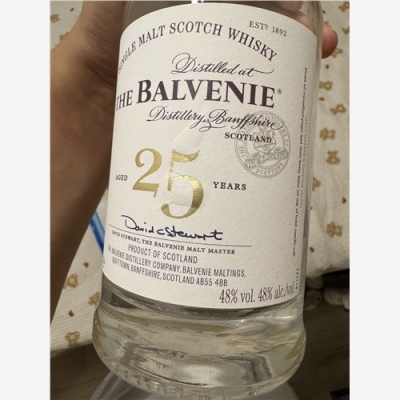 SINGLE MALT SCOTCH WHISKY
ESTD 1892
Distilled at
THE BALVENIE®
Distillery, Banffshire
SCOTLAND
AGED 25 YEARS
David C Stewart
DAVID STEWART, THE BALVENIE MALT MASTER
PRODUCT OF SCOTLAND
THE BALVENIE DISTILLERY COMPANY, BALVENIE MALTINGS,
DUFFTOWN, BANFFSHIRE, SCOTLAND AB55 4BB
48% vol. 48% alc./vol.